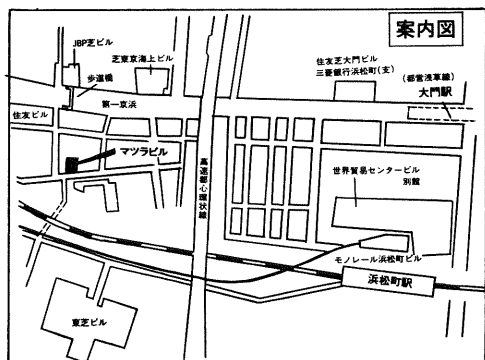 案内図
JBP芝ビル
芝東京海上ビル
住友芝大門ビル
三菱銀行浜松町(支)
(都営浅草線)
大門駅
歩道橋
第一京浜
住友ビル
マツラビル
高速都心環状線
世界貿易センタービル
別館
モノレール浜松町ビル
浜松町駅
東芝ビル